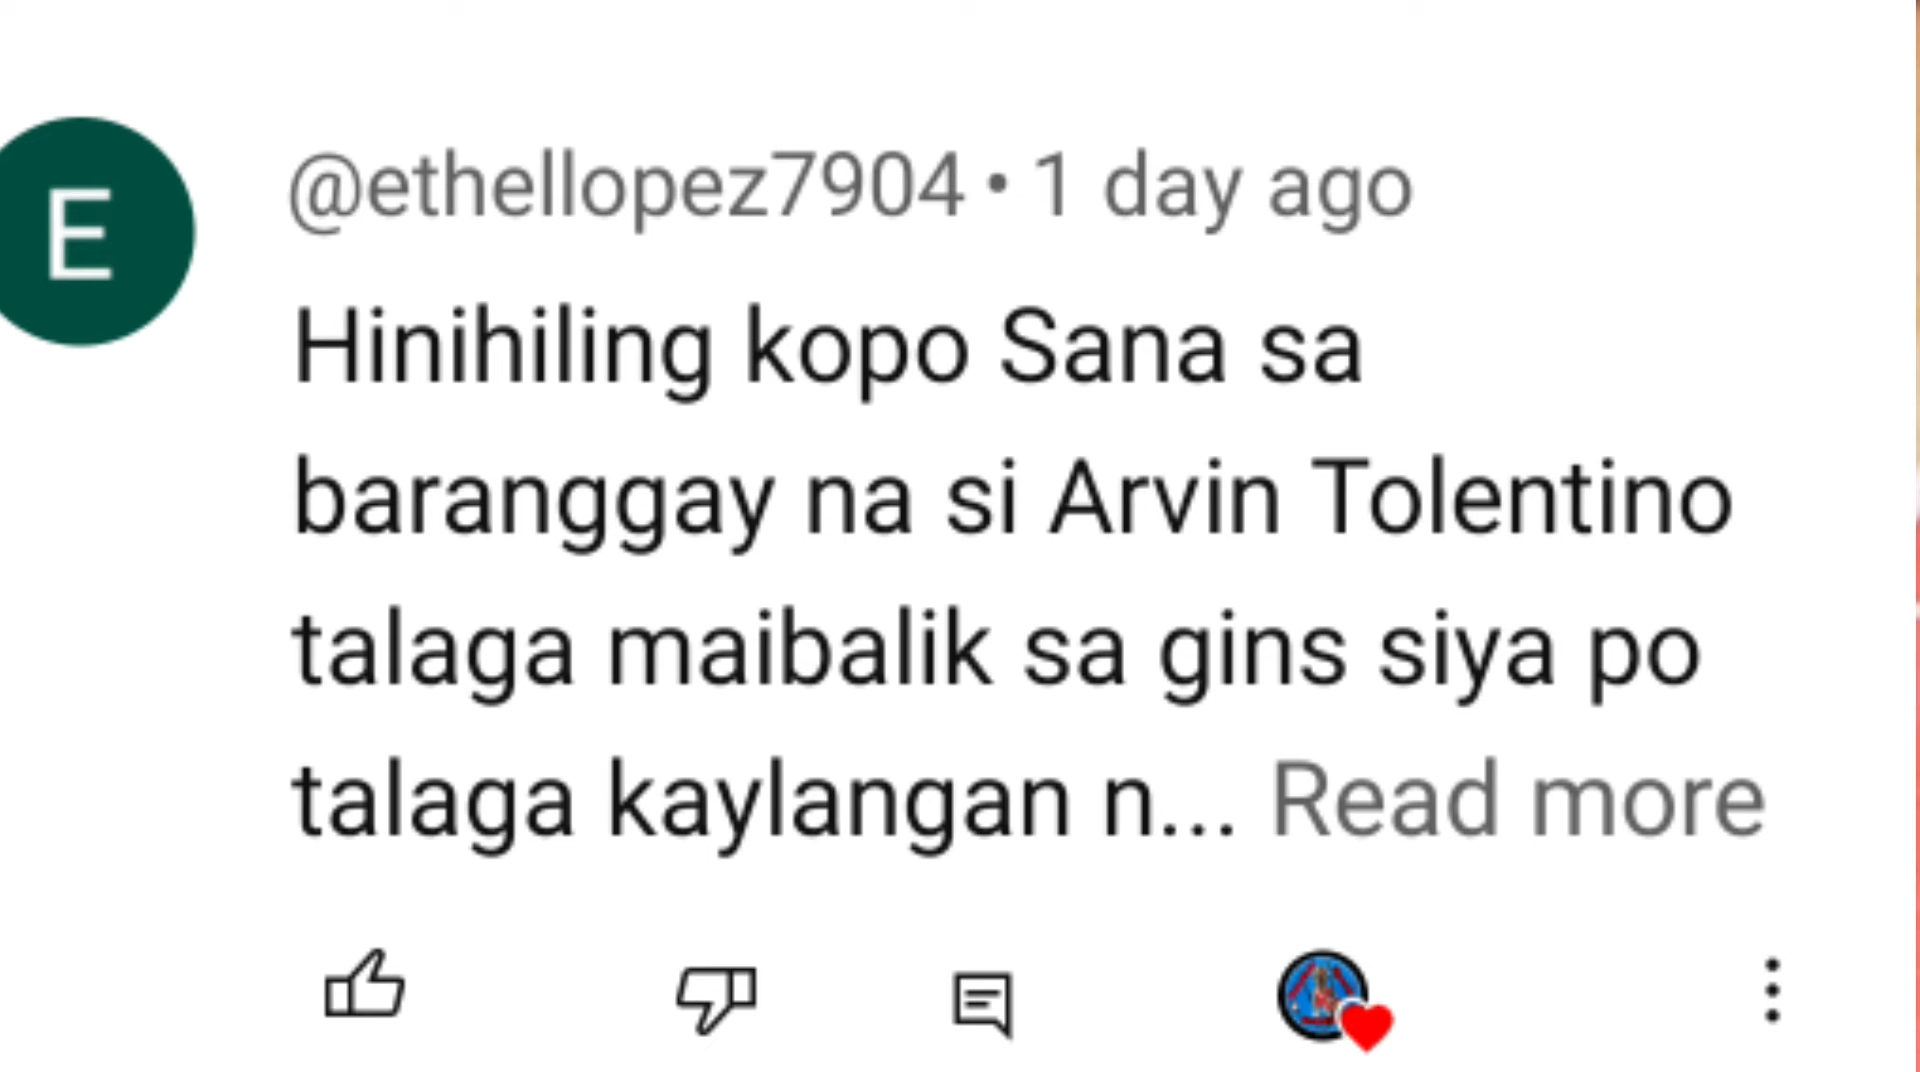 E
@ethellopez7904 • 1 day ago
Hinihiling kopo Sana sa
baranggay na si Arvin Tolentino
talaga maibalik sa gins siya po
talaga kaylangan n... Read more